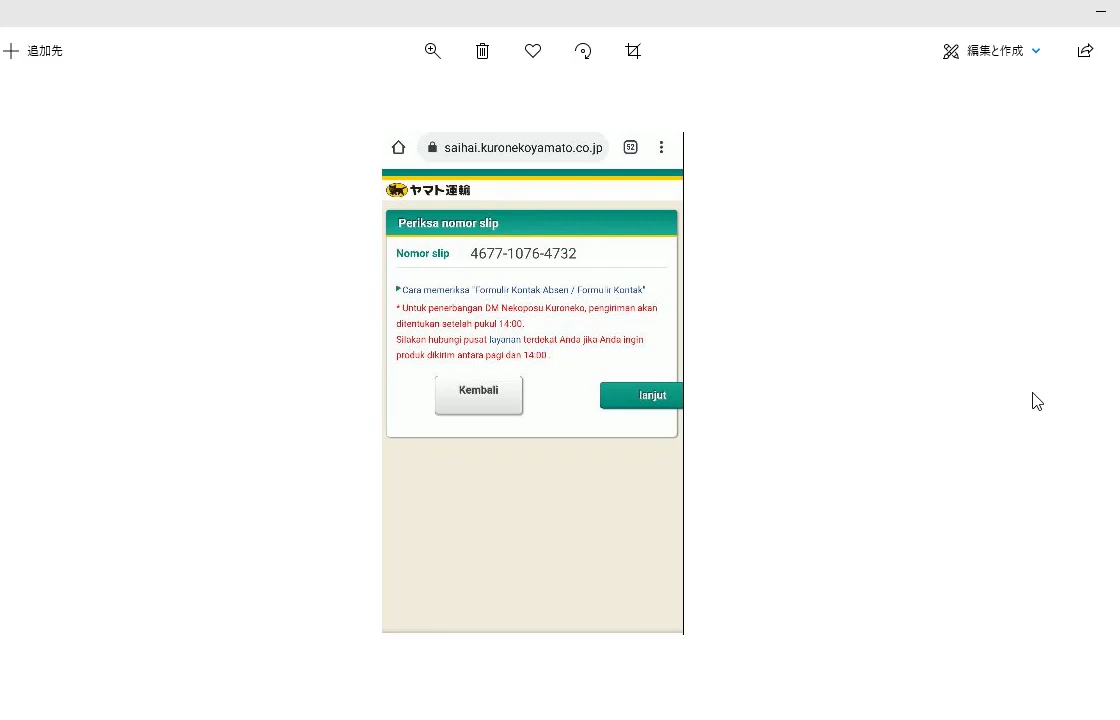 追加先
編集と作成
saihai.kuronekoyamato.co.jp 52
ヤマト運輸
Periksa nomor slip
Nomor slip 4677-1076-4732
Cara memeriksa "Formulir Kontak Absen / Formulir Kontak"
* Untuk penerbangan DM Nekoposu Kuroneko, pengiriman akan
ditentukan setelah pukul 14:00.
Silakan hubungi pusat layanan terdekat Anda jika Anda ingin
produk dikirim antara pagi dan 14:00 .
Kembali
lanjut